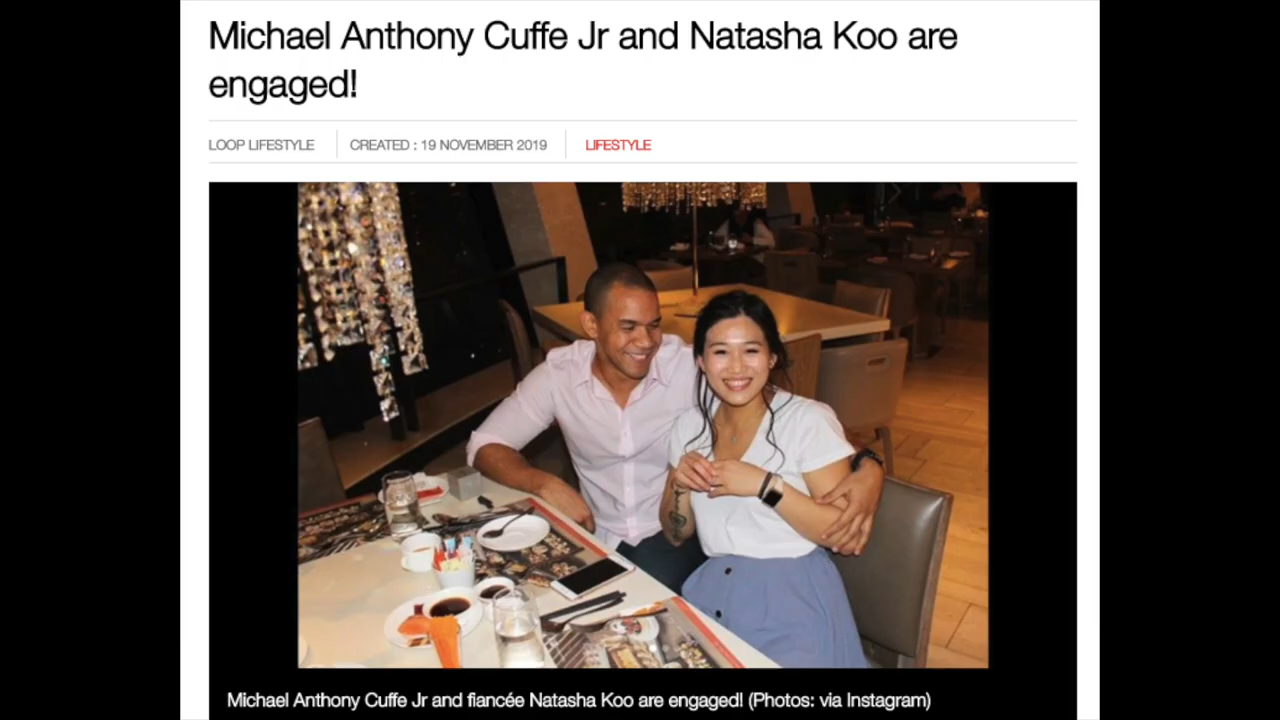 Michael Anthony Cuffe Jr and Natasha Koo are
engaged!
LOOP LIFESTYLE
CREATED : 19 NOVEMBER 2019
LIFESTYLE
Michael Anthony Cuffe Jr and fiancée Natasha Koo are engaged! (Photos: via Instagram)